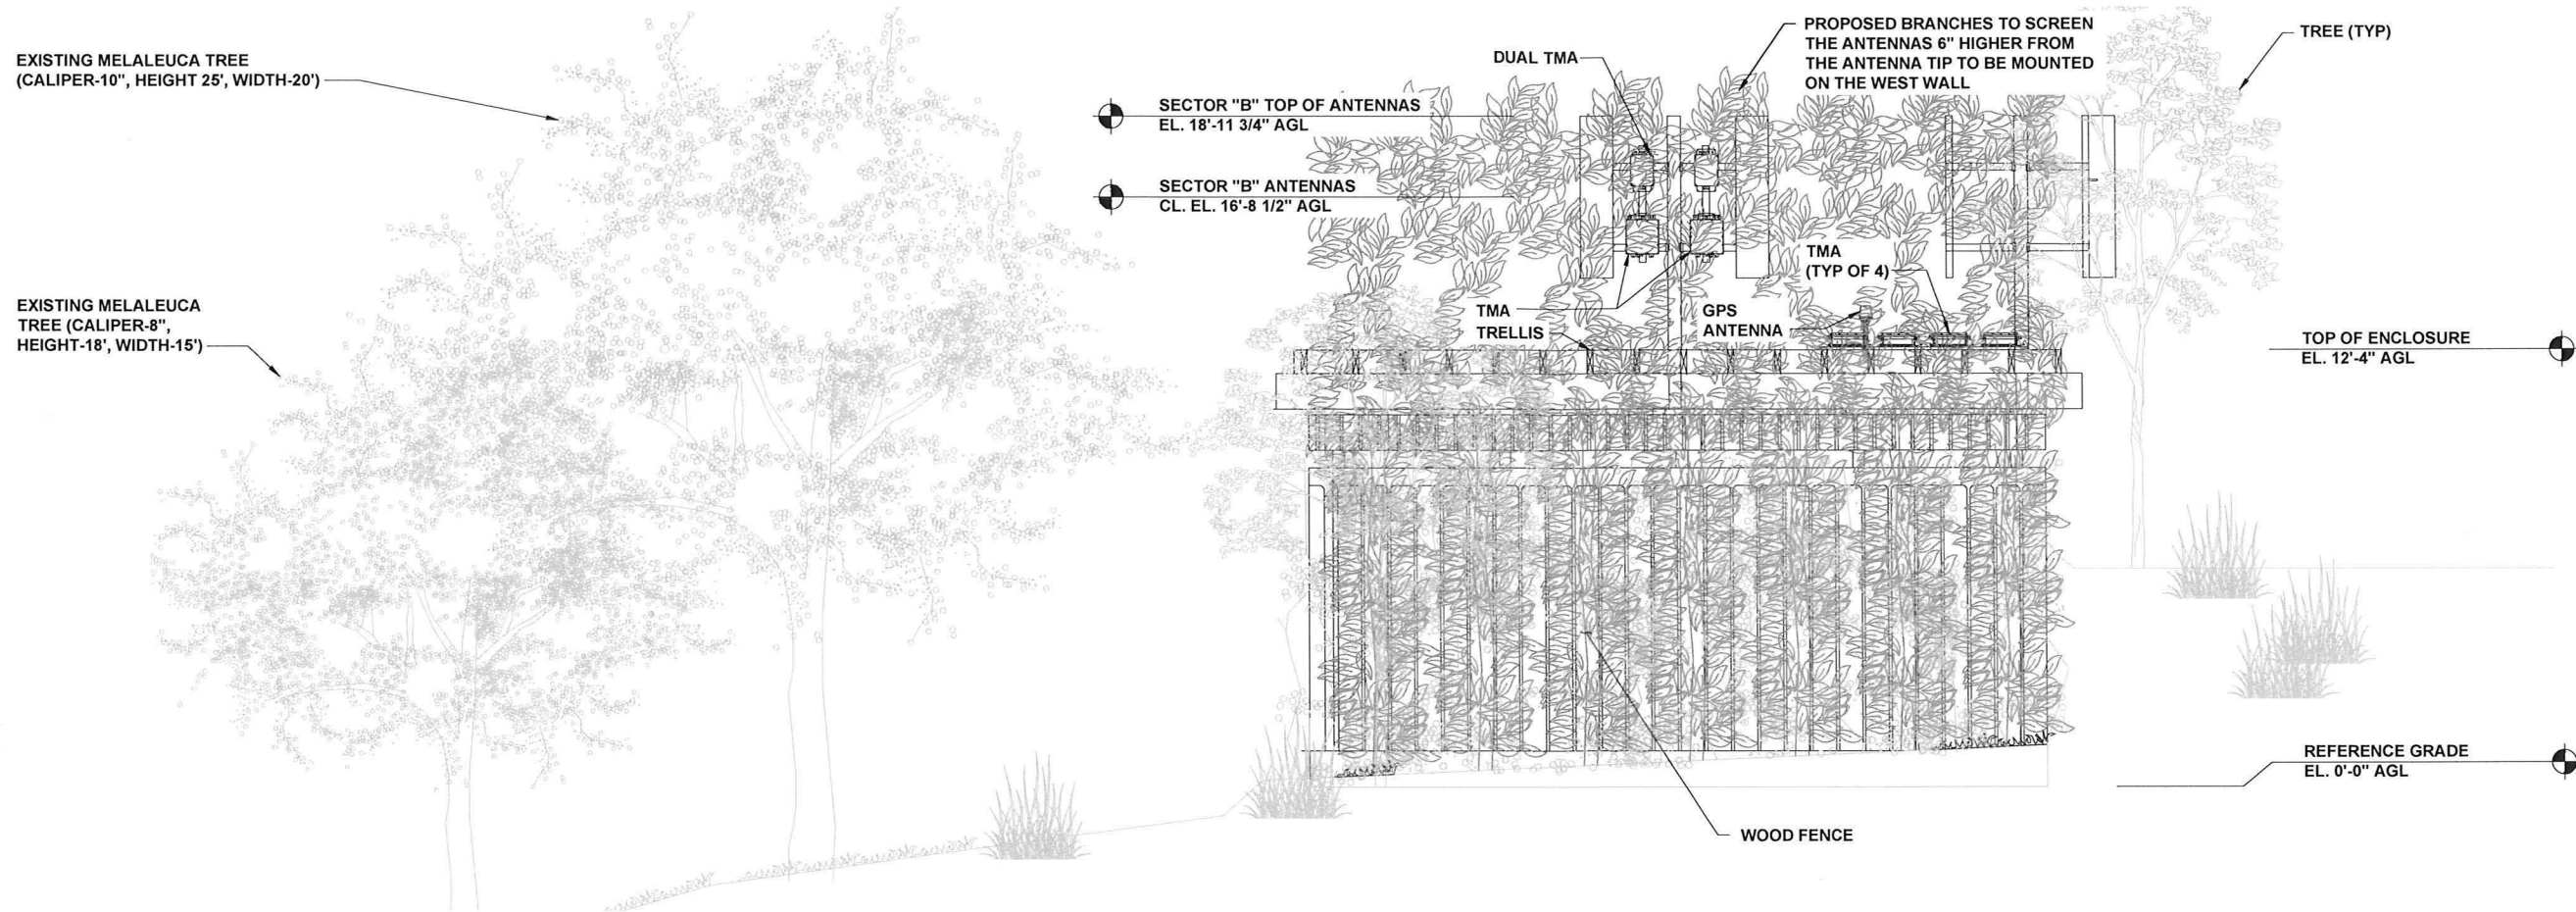 EXISTING MELALEUCA TREE
(CALIPER-10", HEIGHT 25', WIDTH-20')
EXISTING MELALEUCA
TREE (CALIPER-8",
HEIGHT-18', WIDTH-15')
SECTOR "B" TOP OF ANTENNAS
EL. 18'-11 3/4" AGL
SECTOR "B" ANTENNAS
CL. EL. 16'-8 1/2" AGL
DUAL TMA
PROPOSED BRANCHES TO SCREEN
THE ANTENNAS 6" HIGHER FROM
THE ANTENNA TIP TO BE MOUNTED
ON THE WEST WALL
TREE (TYP)
TMA
(TYP OF 4)
TMA
TRELLIS
GPS
ANTENNA
TOP OF ENCLOSURE
EL. 12'-4" AGL
REFERENCE GRADE
EL. 0'-0" AGL
WOOD FENCE